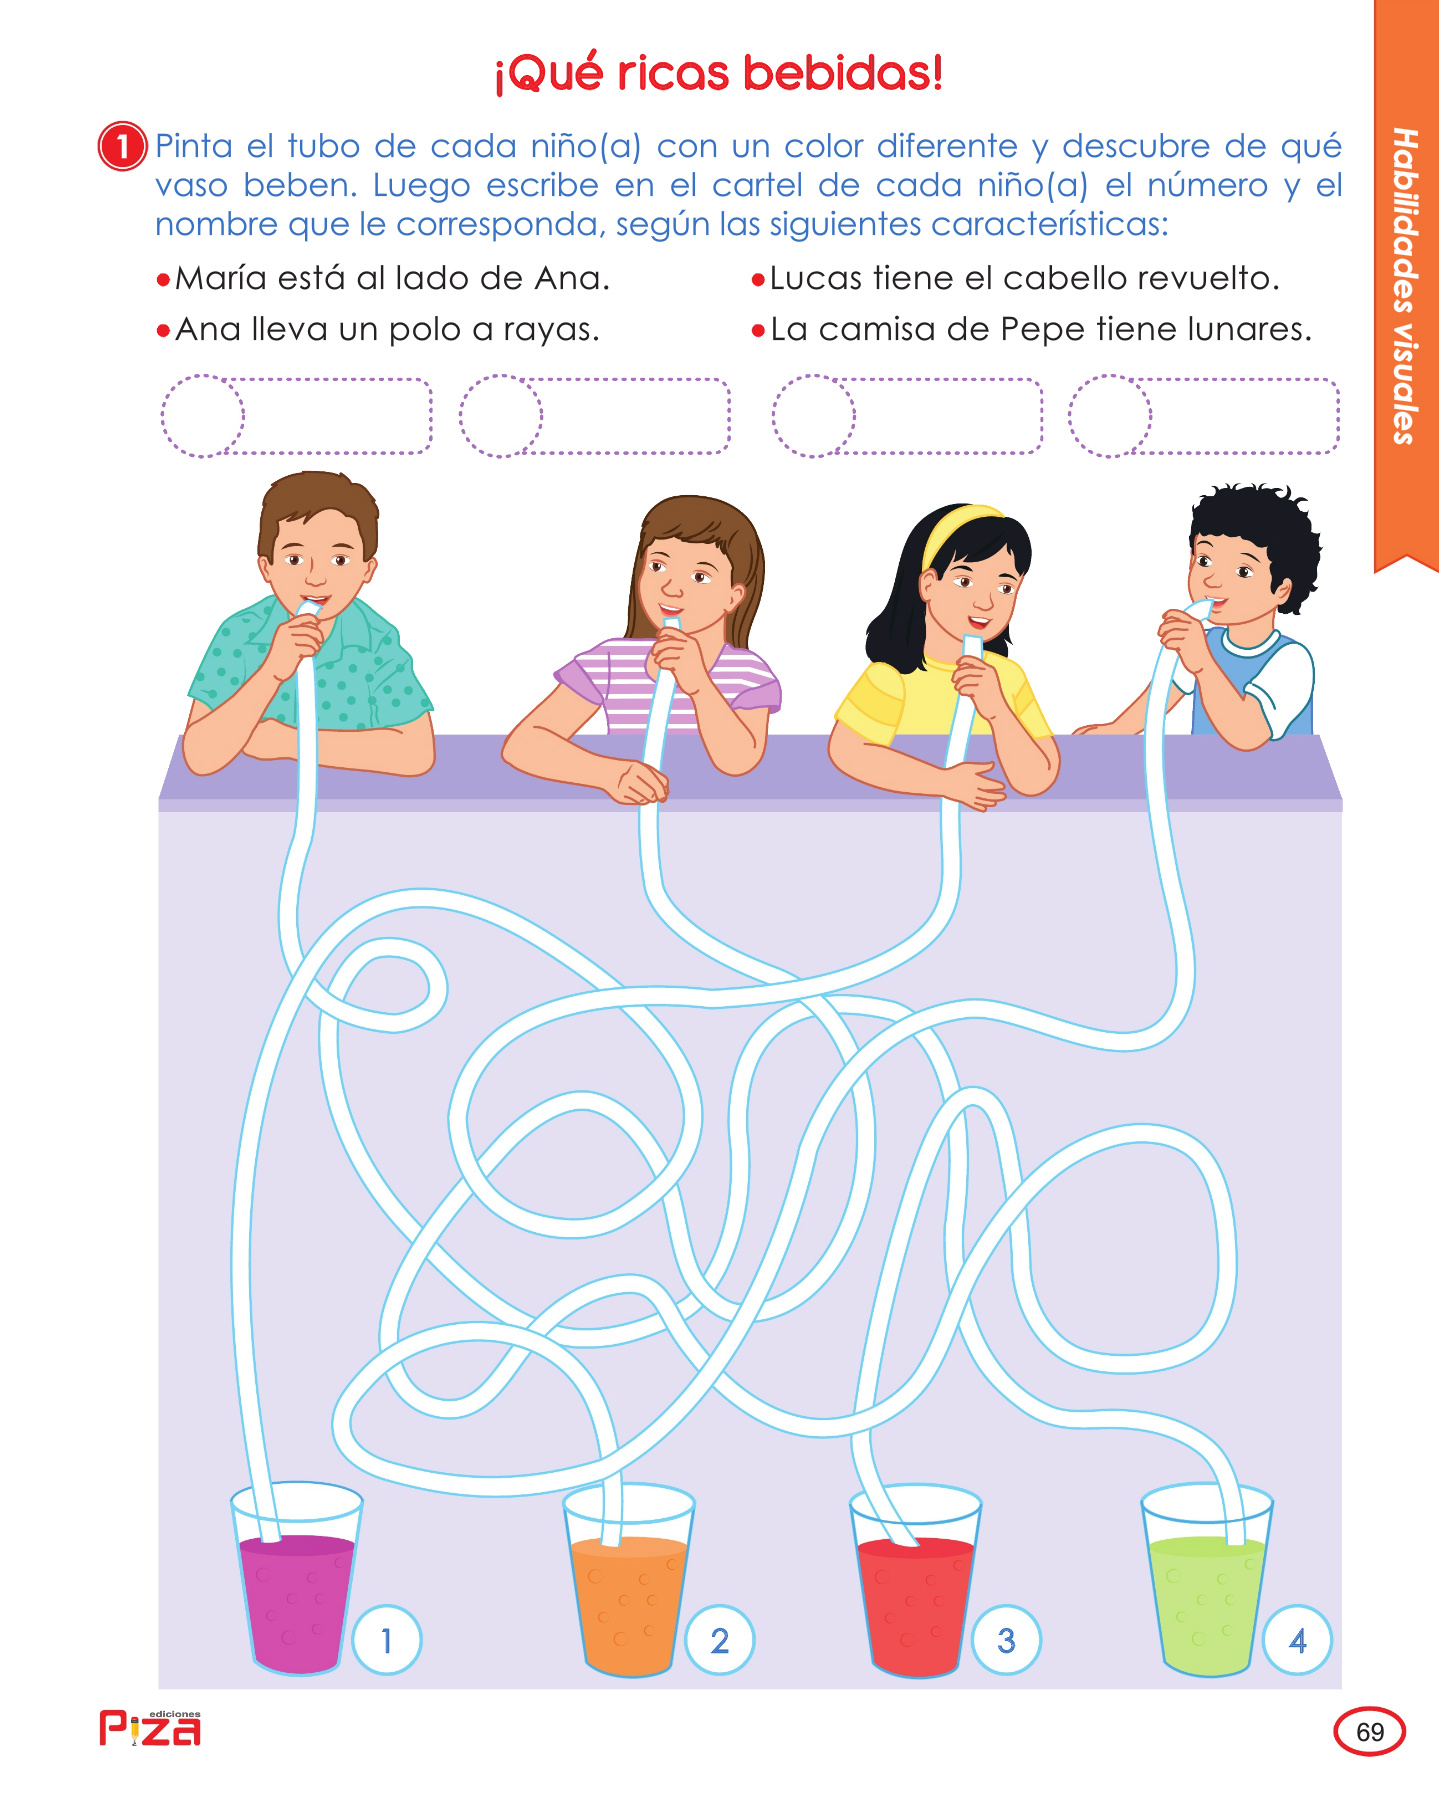 ¡Qué ricas bebidas!
1 Pinta el tubo de cada niño(a) con un color diferente y descubre de qué
vaso beben. Luego escribe en el cartel de cada niño(a) el número y el
nombre que le corresponda, según las siguientes características:
•María está al lado de Ana.
•Lucas tiene el cabello revuelto.
•Ana lleva un polo a rayas.
•La camisa de Pepe tiene lunares.
Habilidades visuales
1
2
3
4
ediciones
Piza
69